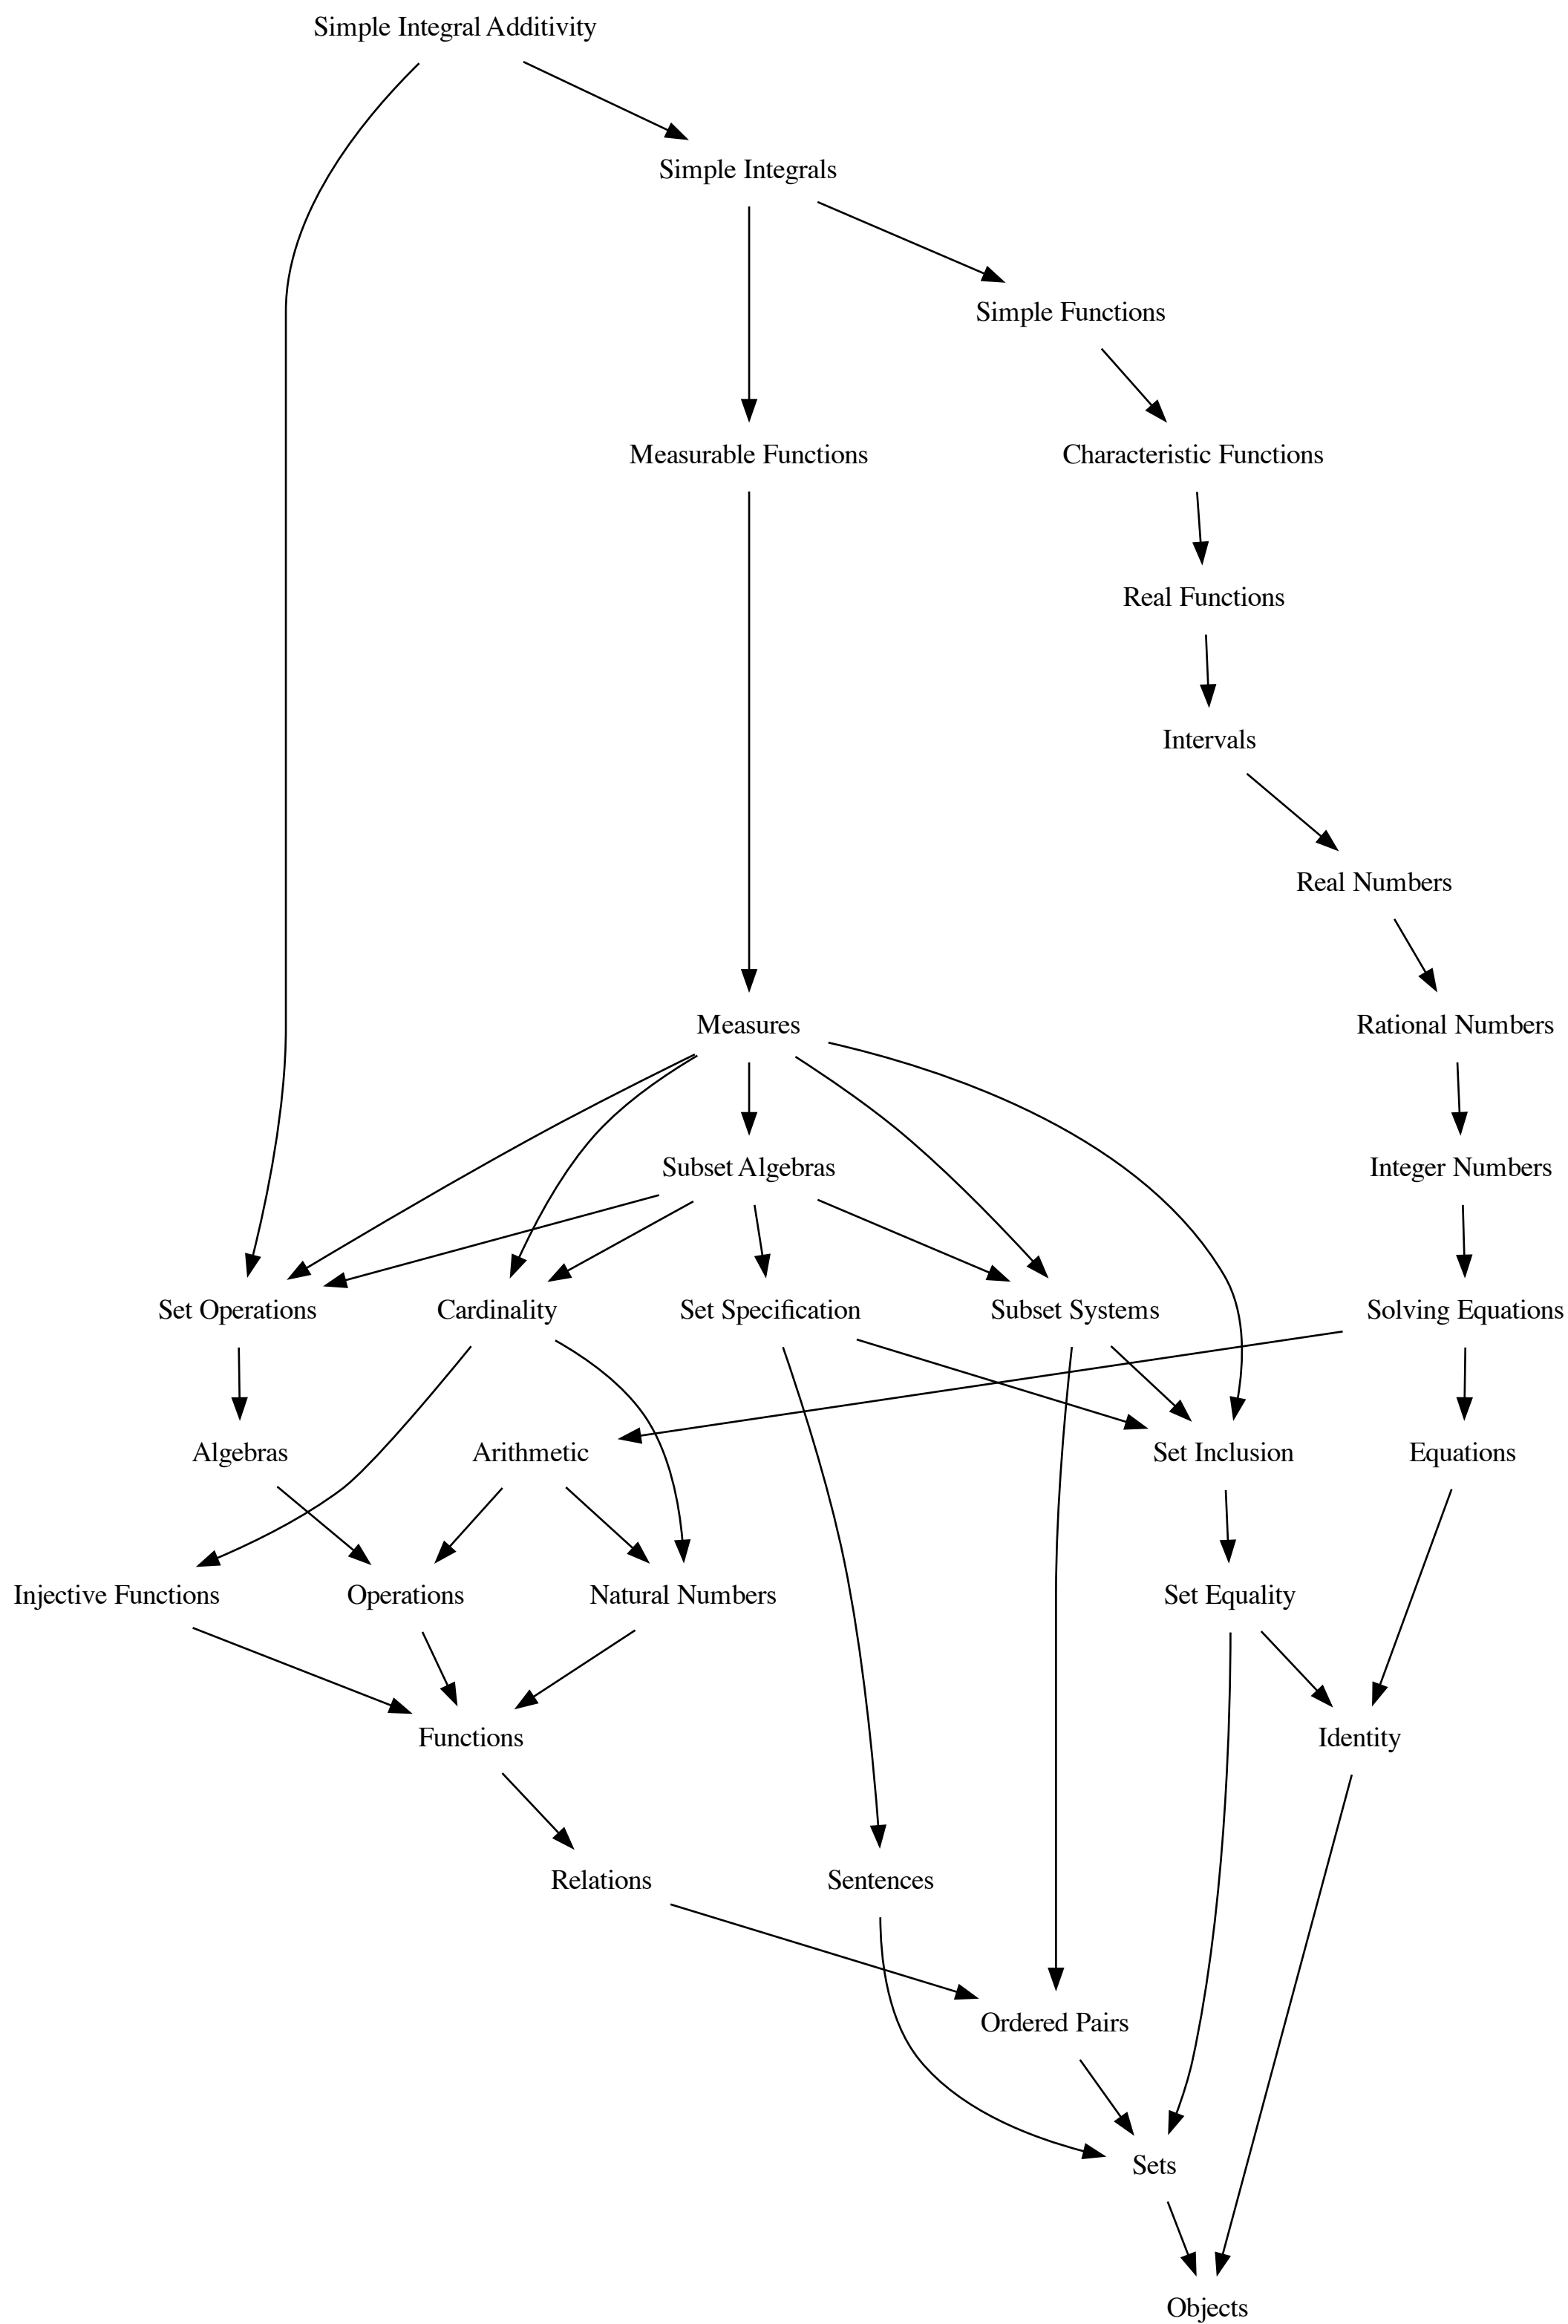 Simple Integral Additivity
Simple Integrals
Simple Functions
Measurable Functions
Characteristic Functions
Real Functions
Intervals
Real Numbers
Measures
Rational Numbers
Subset Algebras
Integer Numbers
Set Operations
Cardinality
Set Specification
Subset Systems
Solving Equations
Algebras
Arithmetic
Set Inclusion
Equations
Injective Functions
Operations
Natural Numbers
Set Equality
Functions
Identity
Relations
Sentences
Ordered Pairs
Sets
Objects